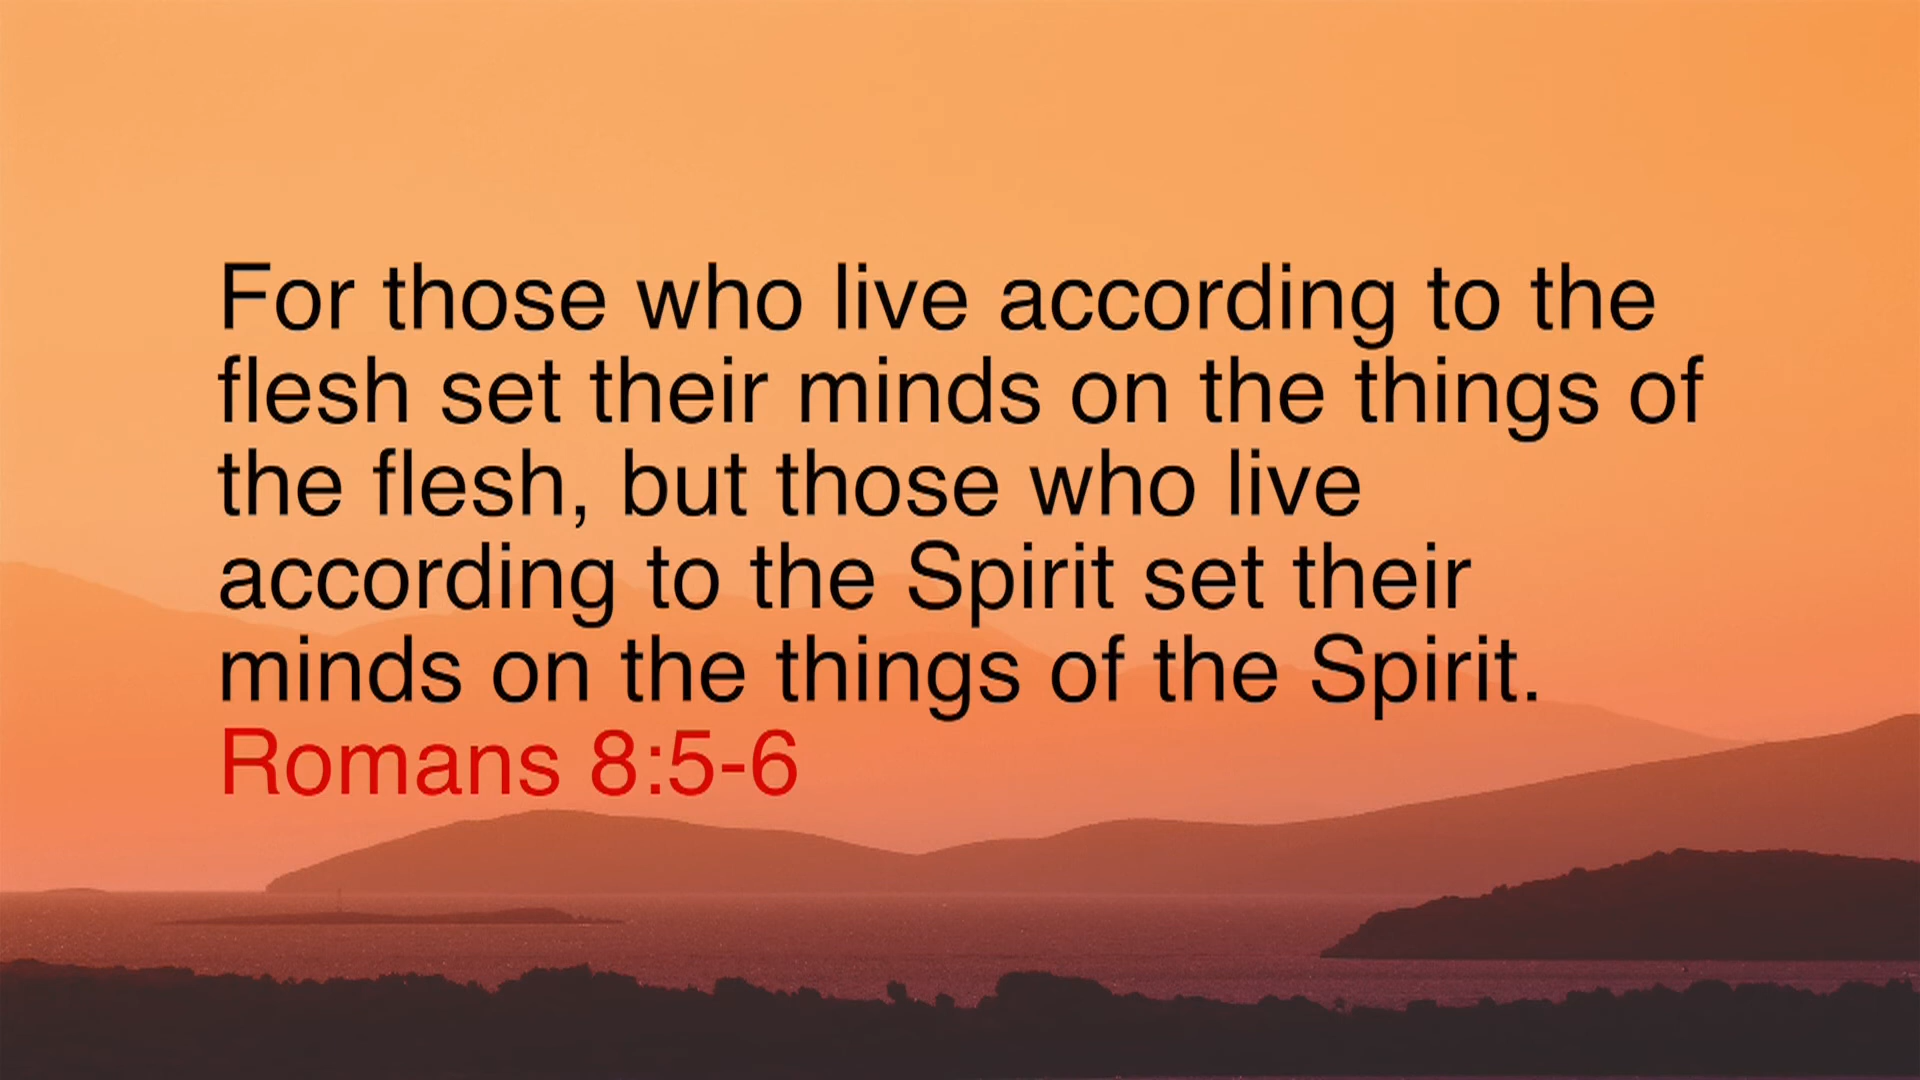 For those who live according to the
flesh set their minds on the things of
the flesh, but those who live
according to the Spirit set their
minds on the things of the Spirit.
Romans 8:5-6